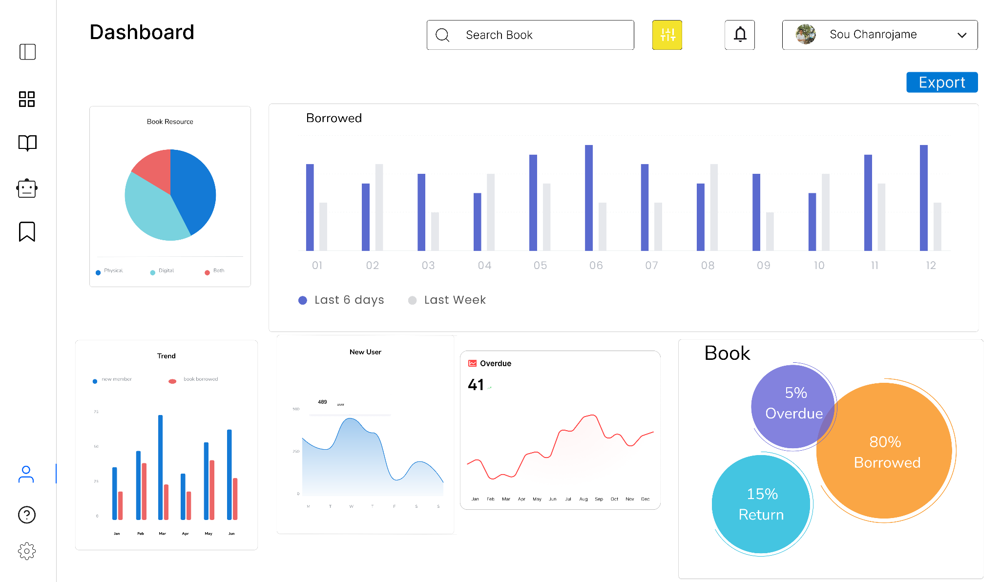 Dashboard
Search Book
Sou Chanrojame
Export
Book Resource
Physical
Digital
Both
Borrowed
01 02 03 04 05 06 07 08 09 10 11 12
Last 6 days
Last Week
Trend
new member
book borrowed
75
50
25
0
Jan Feb Mar Apr May Jun
New User
489 user
500
250
0
M T W T F S S
Overdue
41
Jan Feb Mar Apr May Jun Jul Aug Sep Oct Nov Dec
Book
5%
Overdue
80%
Borrowed
15%
Return